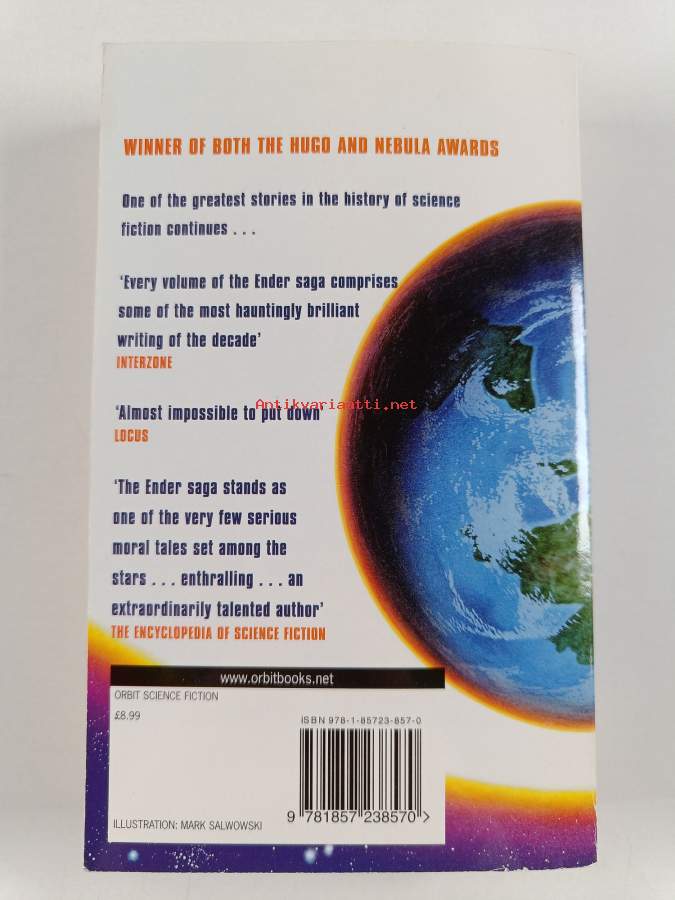 WINNER OF BOTH THE HUGO AND NEBULA AWARDS
One of the greatest stories in the history of science
fiction continues . . .
‘Every volume of the Ender saga comprises
some of the most hauntingly brilliant
writing of the decade’
INTERZONE
Antikvariaatti.net
‘Almost impossible to put down’
LOCUS
‘The Ender saga stands as
one of the very few serious
moral tales set among the
stars . . . enthralling . . . an
extraordinarily talented author’
THE ENCYCLOPEDIA OF SCIENCE FICTION
www.orbitbooks.net
ORBIT SCIENCE FICTION
£8.99
ISBN 978-1-85723-857-0
9 781857 238570 >
ILLUSTRATION: MARK SALWOWSKI